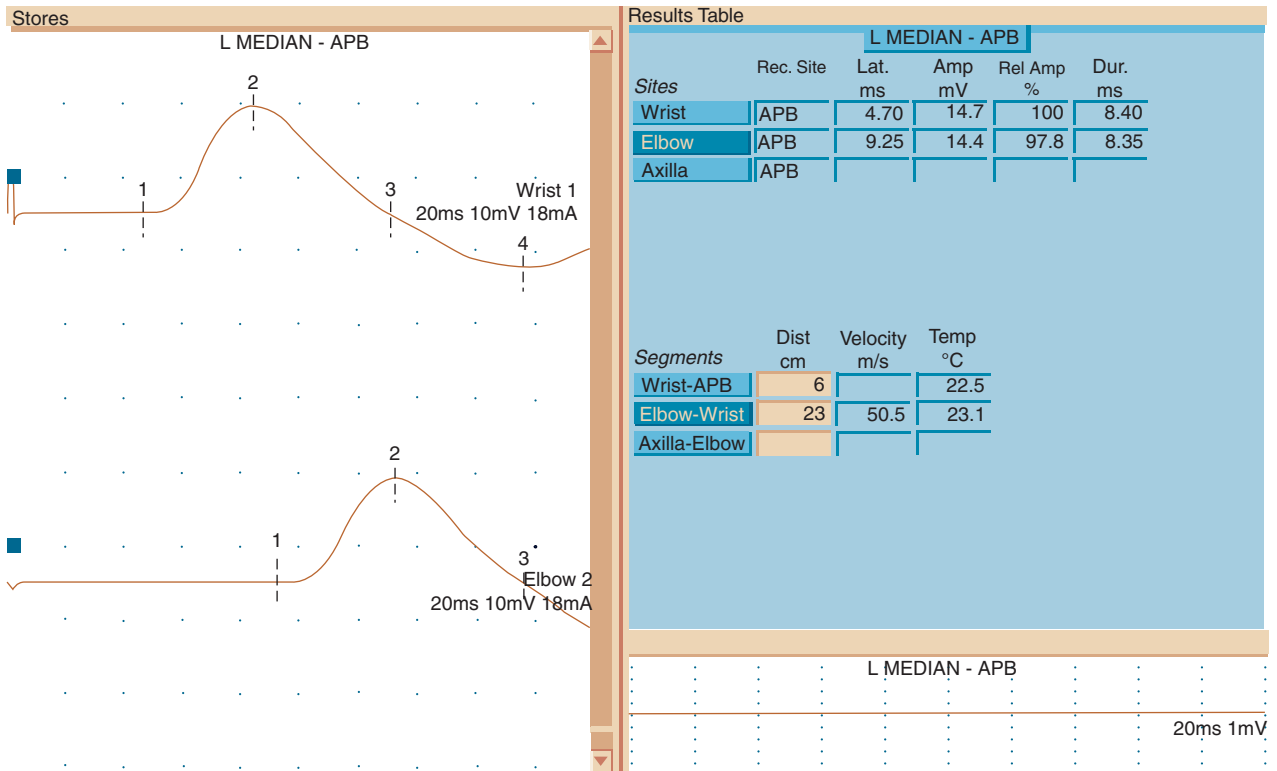 Stores
L MEDIAN - APB
2
1
3
Wrist 1
20ms 10mV 18mA
4
2
1
3
Elbow 2
20ms 10mV 18mA
Results Table
L MEDIAN - APB
Rec. Site Lat. Amp Rel Amp Dur.
Sites ms mV % ms
Wrist APB 4.70 14.7 100 8.40
Elbow APB 9.25 14.4 97.8 8.35
Axilla APB
Dist Velocity Temp
Segments cm m/s °C
Wrist-APB 6 22.5
Elbow-Wrist 23 50.5 23.1
Axilla-Elbow
L MEDIAN - APB
20ms 1mV